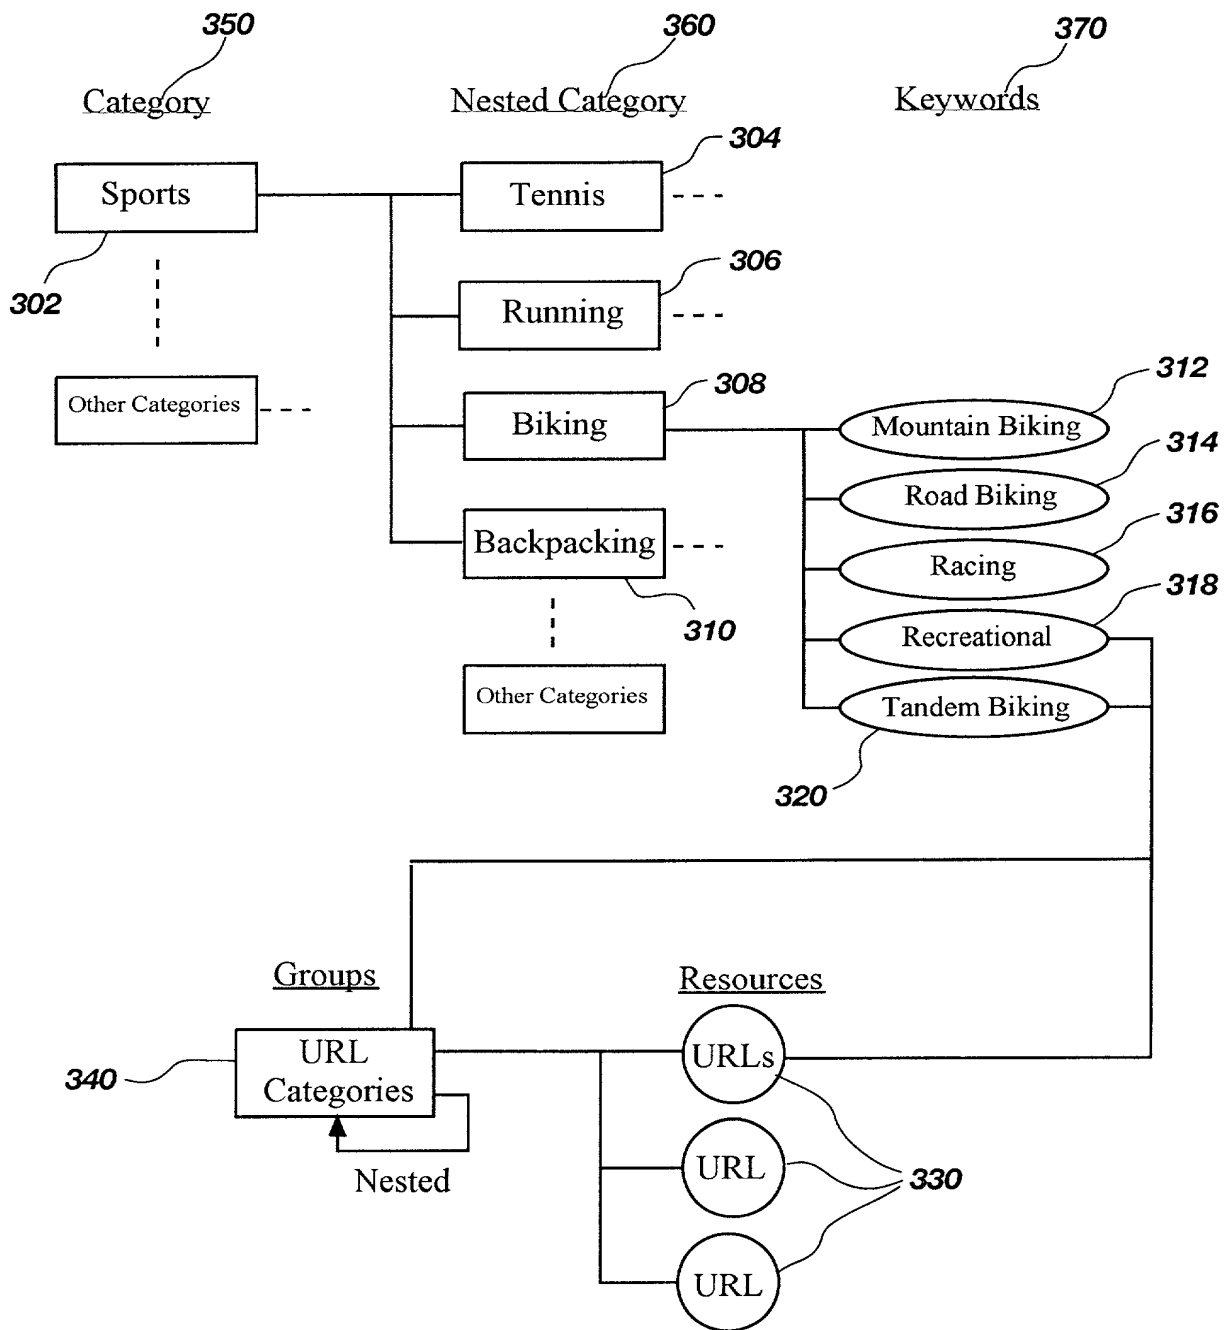 350
360
370
Category
Nested Category
Keywords
304
Sports
Tennis
302
306
Running
Other Categories
308
Biking
312
Mountain Biking
314
Road Biking
316
Backpacking
Racing
310
318
Recreational
Other Categories
Tandem Biking
320
Groups
Resources
340
URL
Categories
URLs
Nested
URL
330
URL